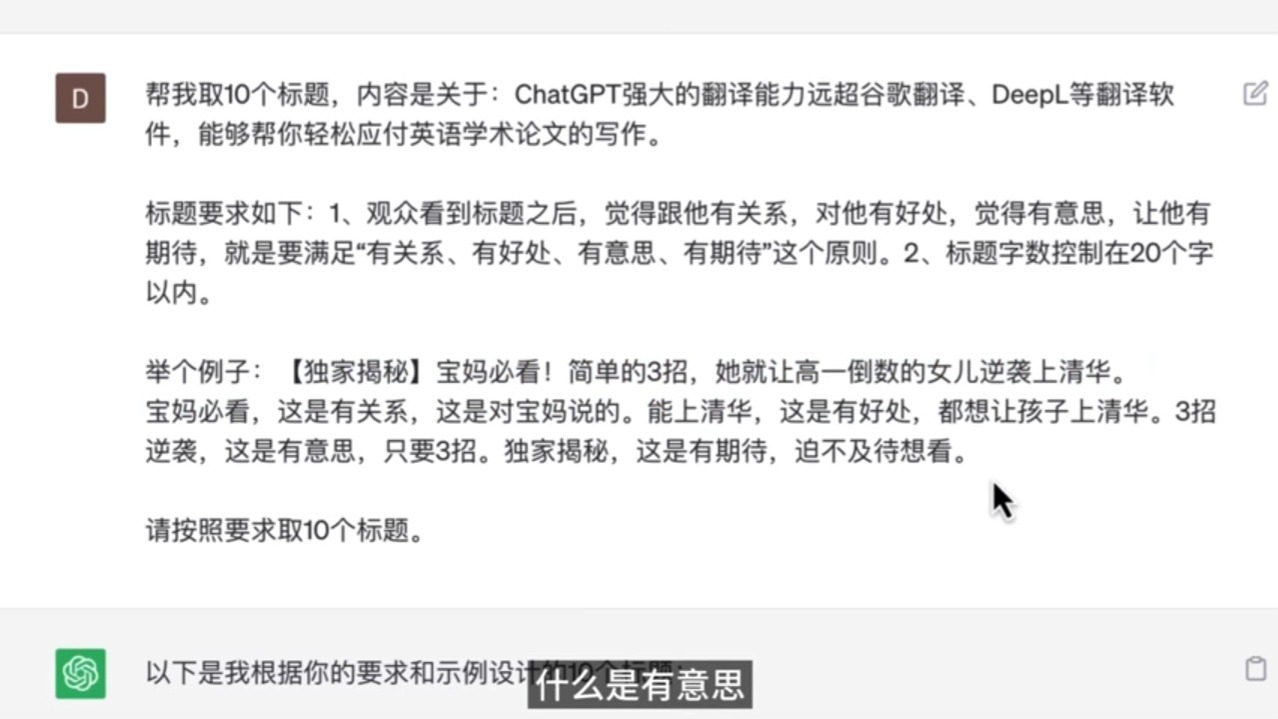 D
帮我取10个标题，内容是关于：ChatGPT强大的翻译能力远超谷歌翻译、DeepL等翻译软
件，能够帮你轻松应付英语学术论文的写作。
标题要求如下：1、观众看到标题之后，觉得跟他有关系，对他有好处，觉得有意思，让他有
期待，就是要满足“有关系、有好处、有意思、有期待”这个原则。2、标题字数控制在20个字
以内。
举个例子：【独家揭秘】宝妈必看！简单的3招，她就让高一倒数的女儿逆袭上清华。
宝妈必看，这是有关系，这是对宝妈说的。能上清华，这是有好处，都想让孩子上清华。3招
逆袭，这是有意思，只要3招。独家揭秘，这是有期待，迫不及待想看。
请按照要求取10个标题。
以下是我根据你的要求和示例设计的10个标题：
什么是有意思